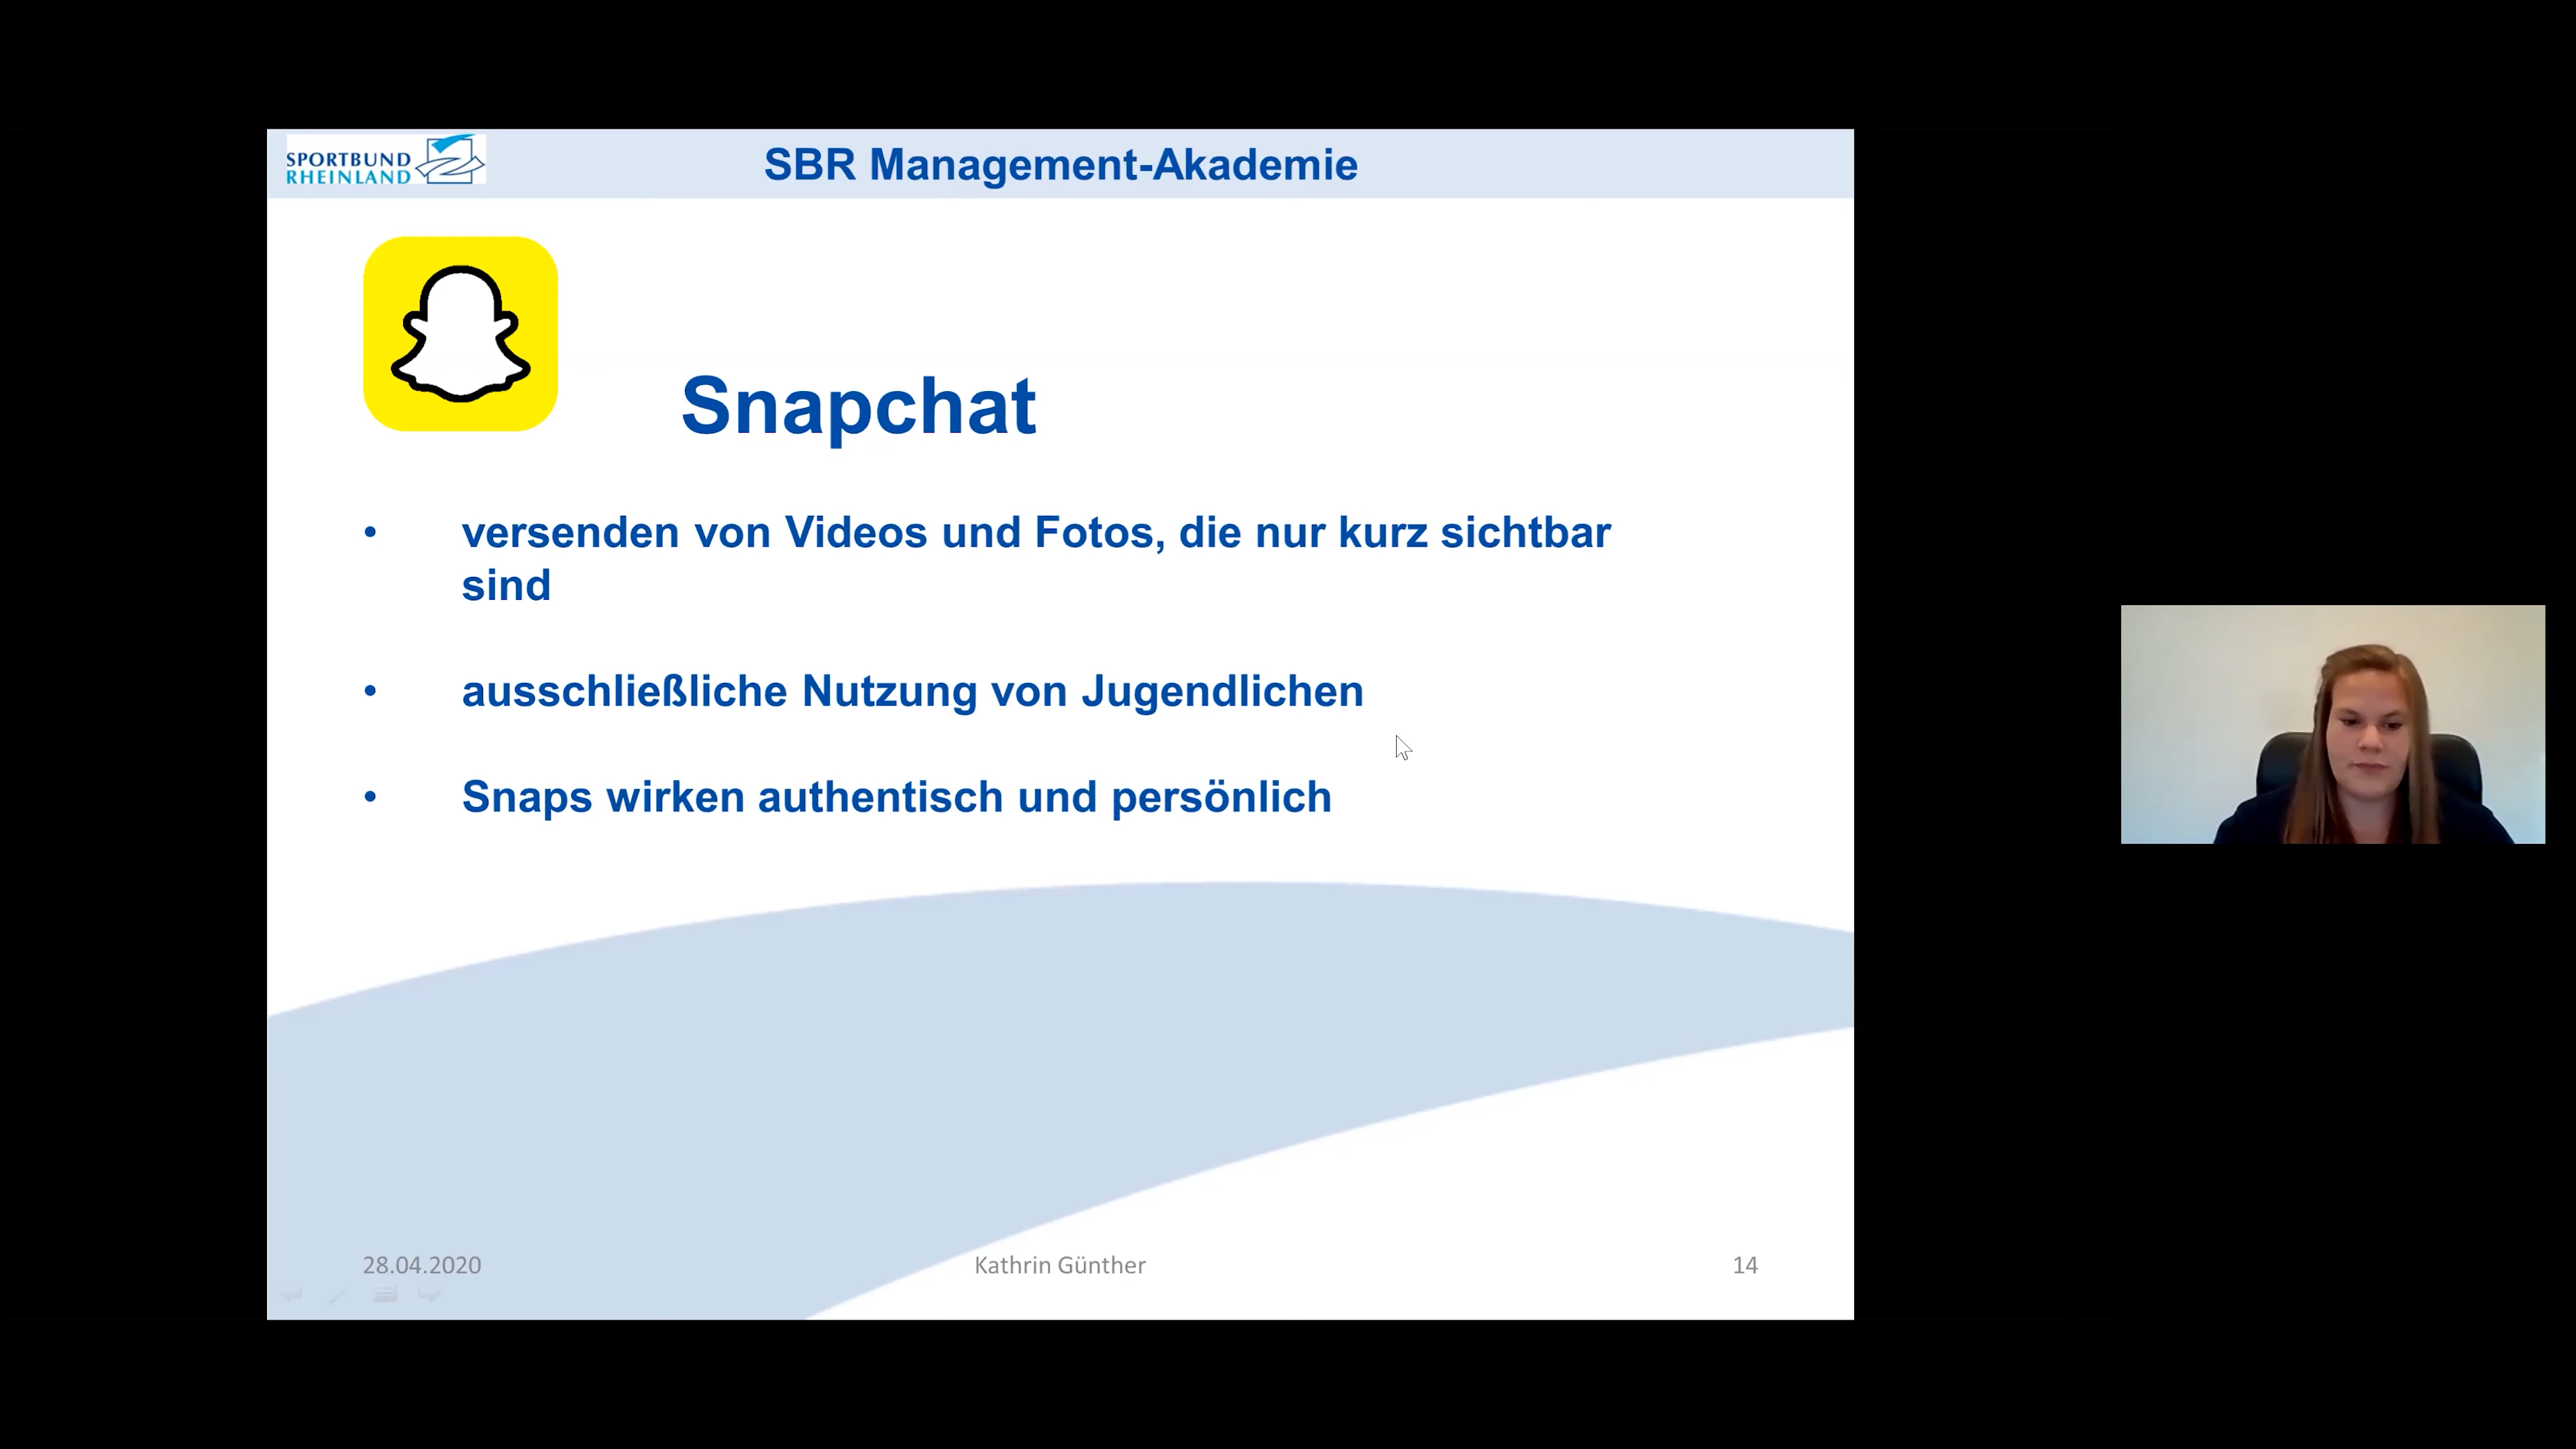 SPORTBUND
RHEINLAND
SBR Management-Akademie
Snapchat
• versenden von Videos und Fotos, die nur kurz sichtbar
sind
• ausschließliche Nutzung von Jugendlichen
• Snaps wirken authentisch und persönlich
28.04.2020
Kathrin Günther
14